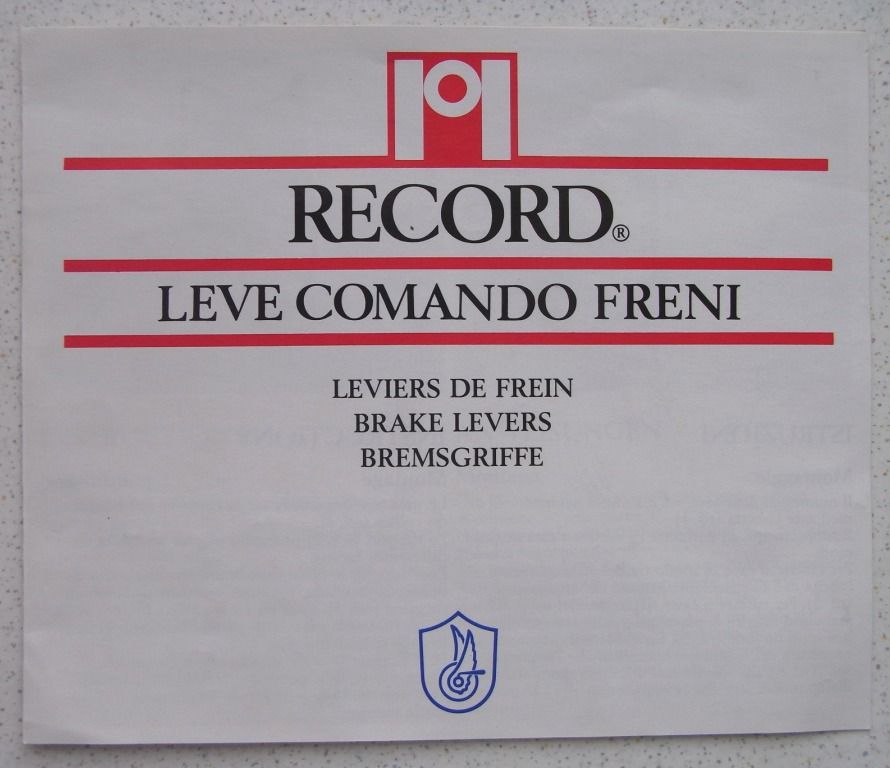 RECORD®
LEVE COMANDO FRENI
LEVIERS DE FREIN
BRAKE LEVERS
BREMSGRIFFE